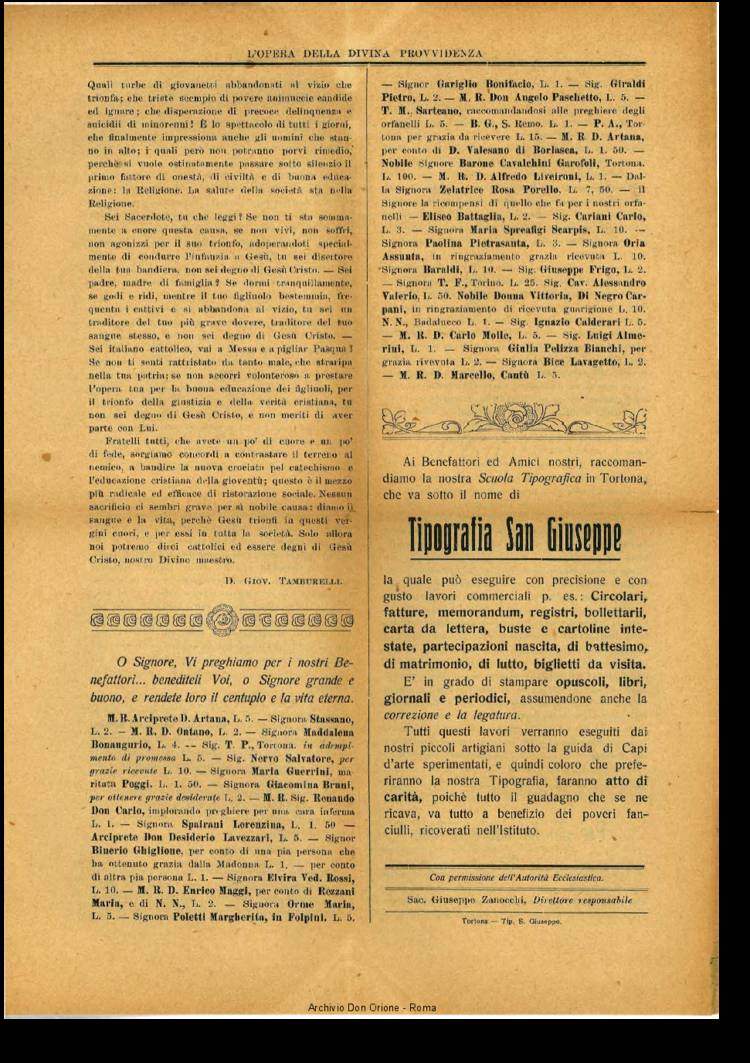 L'OPERA DELLA DIVINA PROVVIDENZA
Quali turbe di giovanetti abbandonati al vizio che
trionfa; che triste scempio di povere animuccie candide
ed ignare; che disperazione di precoce delinquenza e
suicidii di minorenni! È lo spettacolo di tutti i giorni,
che finalmente impressiona anche gli uomini che stan-
no in alto; i quali però non potranno porvi rimedio,
perchè si vuole ostinatamente passare sotto silenzio il
primo fattore di onestà, di civiltà e di buona educa-
zione: la Religione. La salute della società sta nella
Religione.
Sei Sacerdote, tu che leggi? Se non ti sta somma-
mente a cuore questa causa, se non vivi, non soffri,
non agonizzi per il suo trionfo, adoperandoti special-
mente di condurre l'infanzia a Gesù, tu sei disertore
della tua bandiera, non sei degno di Gesù Cristo. — Sei
padre, madre di famiglia? Se dormi tranquillamente,
se godi e ridi, mentre il tuo figliuolo bestemmia, fre-
quenta i cattivi e si abbandona al vizio, tu sei un
traditore del tuo più grave dovere, traditore del tuo
sangue stesso, e non sei degno di Gesù Cristo. —
Sei italiano cattolico, vai a Messa e a pigliar Pasqua?
Se non ti senti rattristato da tanto male, che straripa
nella tua patria; se non accorri volonteroso a prestare
l'opera tua per la buona educazione dei figliuoli, per
il trionfo della giustizia e della verità cristiana, tu
non sei degno di Gesù Cristo, e non meriti di aver
parte con Lui.
Fratelli tutti, che avete un po' di cuore e un po'
di fede, sorgiamo concordi a contrastare il terreno al
nemico, a bandire la nuova crociata pel catechismo e
l'educazione cristiana della gioventù; questo è il mezzo
più radicale ed efficace di ristorazione sociale. Nessun
sacrificio ci sembri grave per sì nobile causa: diamo il
sangue e la vita, perchè Gesù trionfi in questi ver-
gini cuori, e per essi in tutta la società. Solo allora
noi potremo dirci cattolici ed essere degni di Gesù
Cristo, nostro Divino maestro.
D. GIOV. TAMBURELLI.
O Signore, Vi preghiamo per i nostri Be-
nefattori... benediteli Voi, o Signore grande e
buono, e rendete loro il centuplo e la vita eterna.
M. R. Arciprete D. Artana, L. 5. — Signora Stassano,
L. 2. — M. R. D. Ontano, L. 2. — Signora Maddalena
Bonangurio, L. 4. -- Sig. T. P., Tortona. in adempi-
mento di promessa L. 5. — Sig. Nervo Salvatore, per
grazie ricevute L. 10. — Signora Maria Guerrini, ma-
ritata Poggi. L. 1. 50. — Signora Giacomina Bruni,
per ottenere grazie desiderate L. 2. — M. R. Sig. Renaudo
Don Carlo, implorando preghiere per una cara inferma
L. 1. — Signora Spairani Lorenzina, L. 1. 50 —
Arciprete Don Desiderio Lavezzari, L. 5. — Signor
Binerio Ghiglione, per conto di una pia persona che
ha ottenuto grazia dalla Madonna L. 1, — per conto
di altra pia persona L. 1. — Signora Elvira Ved. Rossi,
L. 10. — M. R. D. Enrico Maggi, per conto di Rezzani
Maria, e di N. N., L. 2. — Signora Orme Maria,
L. 5. — Signora Poletti Margherita, in Folpini. L. 5.
— Signor Gariglio Bonifacio, L. 1. — Sig. Giraldi
Pietro, L. 2. — M. R. Don Angelo Paschetto, L. 5. —
T. M., Sarteano, raccomandandosi alle preghiere degli
orfanelli L. 5. — B. G., S. Remo. L. 1. — P. A., Tor-
tona per grazia da ricevere L. 15. — M. R. D. Artana,
per conto di D. Valesano di Borlasca, L. 1. 50. —
Nobile Signore Barone Cavalchini Garofoli, Tortona.
L. 100. — M. R. D. Alfredo Liveironi, L. 1. — Dal-
la Signora Zelatrice Rosa Porello. L. 7, 50. — il
Signore la ricompensi di quello che fa per i nostri orfa-
nelli — Eliseo Battaglia, L. 2. — Sig. Cariani Carlo,
L. 3. — Signora Maria Spreafigi Scarpis, L. 10. --
Signora Paolina Pietrasanta, L. 3. — Signora Oria
Assunta, in ringraziamento grazia ricevuta L. 10.
Signora Baraldi, L. 10. — Sig. Giuseppe Frigo, L. 2.
— Signora T. F., Torino. L. 25. Sig. Cav. Alessandro
Valerio, L. 50. Nobile Donna Vittoria, Di Negro Car-
pani, in ringraziamento di ricevuta guarigione L. 10.
N. N., Badalucco L. 1. — Sig. Ignazio Calderari L. 5.
— M. R. D. Carlo Molle, L. 5. — Sig. Luigi Alme-
rini, L. 1. — Signora Giulia Pelizza Bianchi, per
grazia rivevuta L. 2. — Signora Bice Lavagetto, L. 2.
— M. R. D. Marcello, Cantù L. 5.
Ai Benefattori ed Amici nostri, raccoman-
diamo la nostra Scuola Tipografica in Tortona,
che va sotto il nome di
Tipografia San Giuseppe
la quale può eseguire con precisione e con
gusto lavori commerciali p. es.: Circolari,
fatture, memorandum, registri, bollettarii,
carta da lettera, buste e cartoline inte-
state, partecipazioni nascita, di battesimo,
di matrimonio, di lutto, biglietti da visita.
E' in grado di stampare opuscoli, libri,
giornali e periodici, assumendone anche la
correzione e la legatura.
Tutti questi lavori verranno eseguiti dai
nostri piccoli artigiani sotto la guida di Capi
d'arte sperimentati, e quindi coloro che prefe-
riranno la nostra Tipografia, faranno atto di
carità, poichè tutto il guadagno che se ne
ricava, va tutto a benefizio dei poveri fan-
ciulli, ricoverati nell'Istituto.
Con permissione dell'Autorità Ecclesiastica.
Sac. Giuseppe Zanocchi, Direttore responsabile
Tortona — Tip. S. Giuseppe.
Archivio Don Orione - Roma